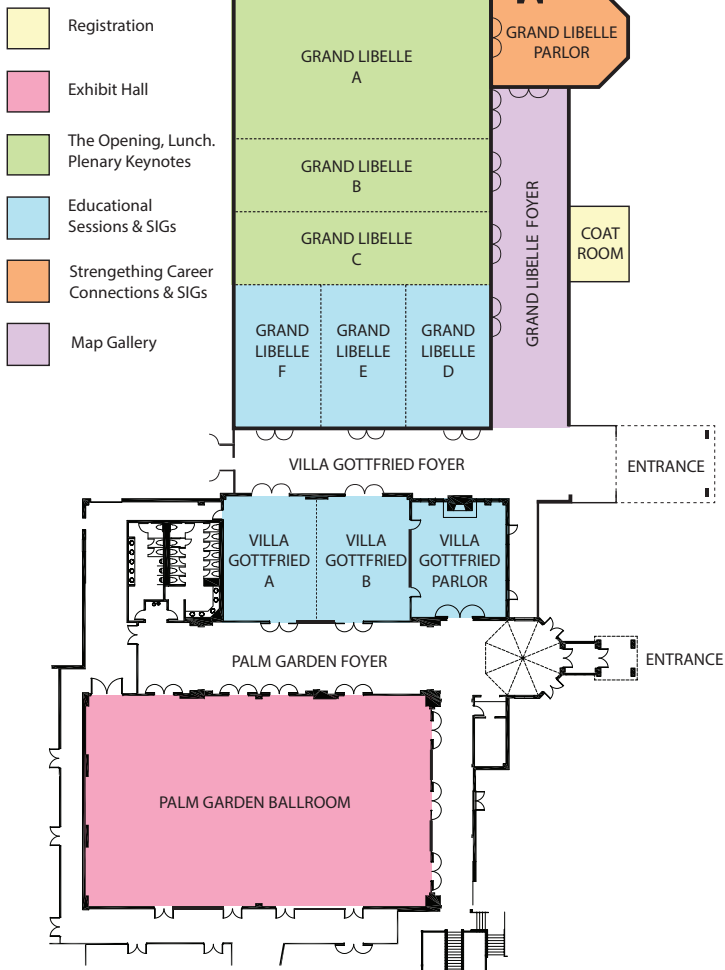 Registration
Exhibit Hall
The Opening, Lunch.
Plenary Keynotes
Educational
Sessions & SIGs
Strengething Career
Connections & SIGs
Map Gallery
GRAND LIBELLE
A
GRAND LIBELLE
PARLOR
GRAND LIBELLE
B
GRAND LIBELLE
C
GRAND LIBELLE FOYER
COAT
ROOM
GRAND
LIBELLE
F
GRAND
LIBELLE
E
GRAND
LIBELLE
D
VILLA GOTTFRIED FOYER
ENTRANCE
VILLA
GOTTFRIED
A
VILLA
GOTTFRIED
B
VILLA
GOTTFRIED
PARLOR
PALM GARDEN FOYER
ENTRANCE
PALM GARDEN BALLROOM